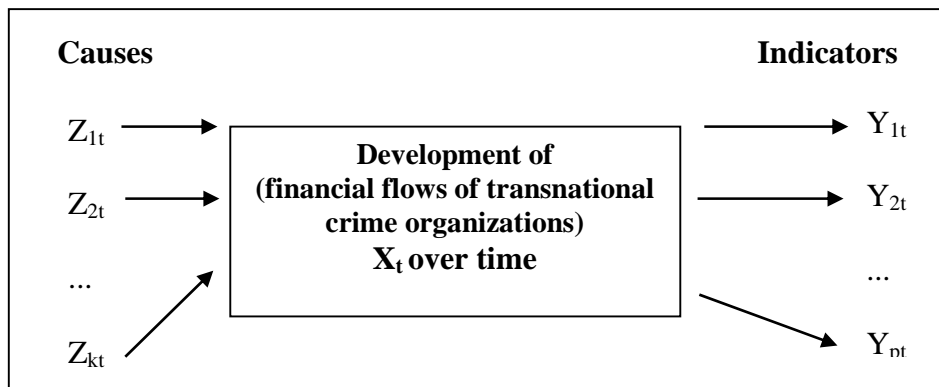 Causes Indicators
Z1t Y1t
Development of
(financial flows of transnational
crime organizations)
Xt over time
Z2t Y2t
... ...
Zkt Ypt